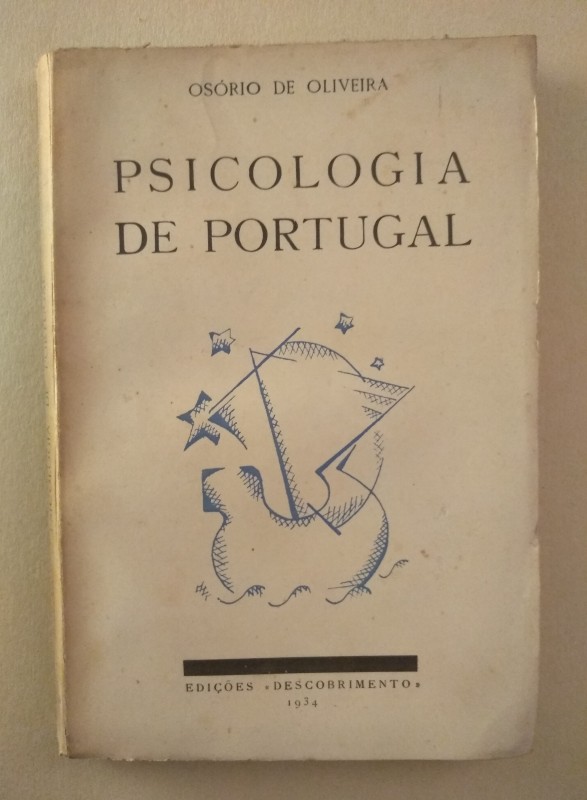 OSÓRIO DE OLIVEIRA
PSICOLOGIA
DE PORTUGAL
EDIÇÕES «DESCOBRIMENTO»
1934